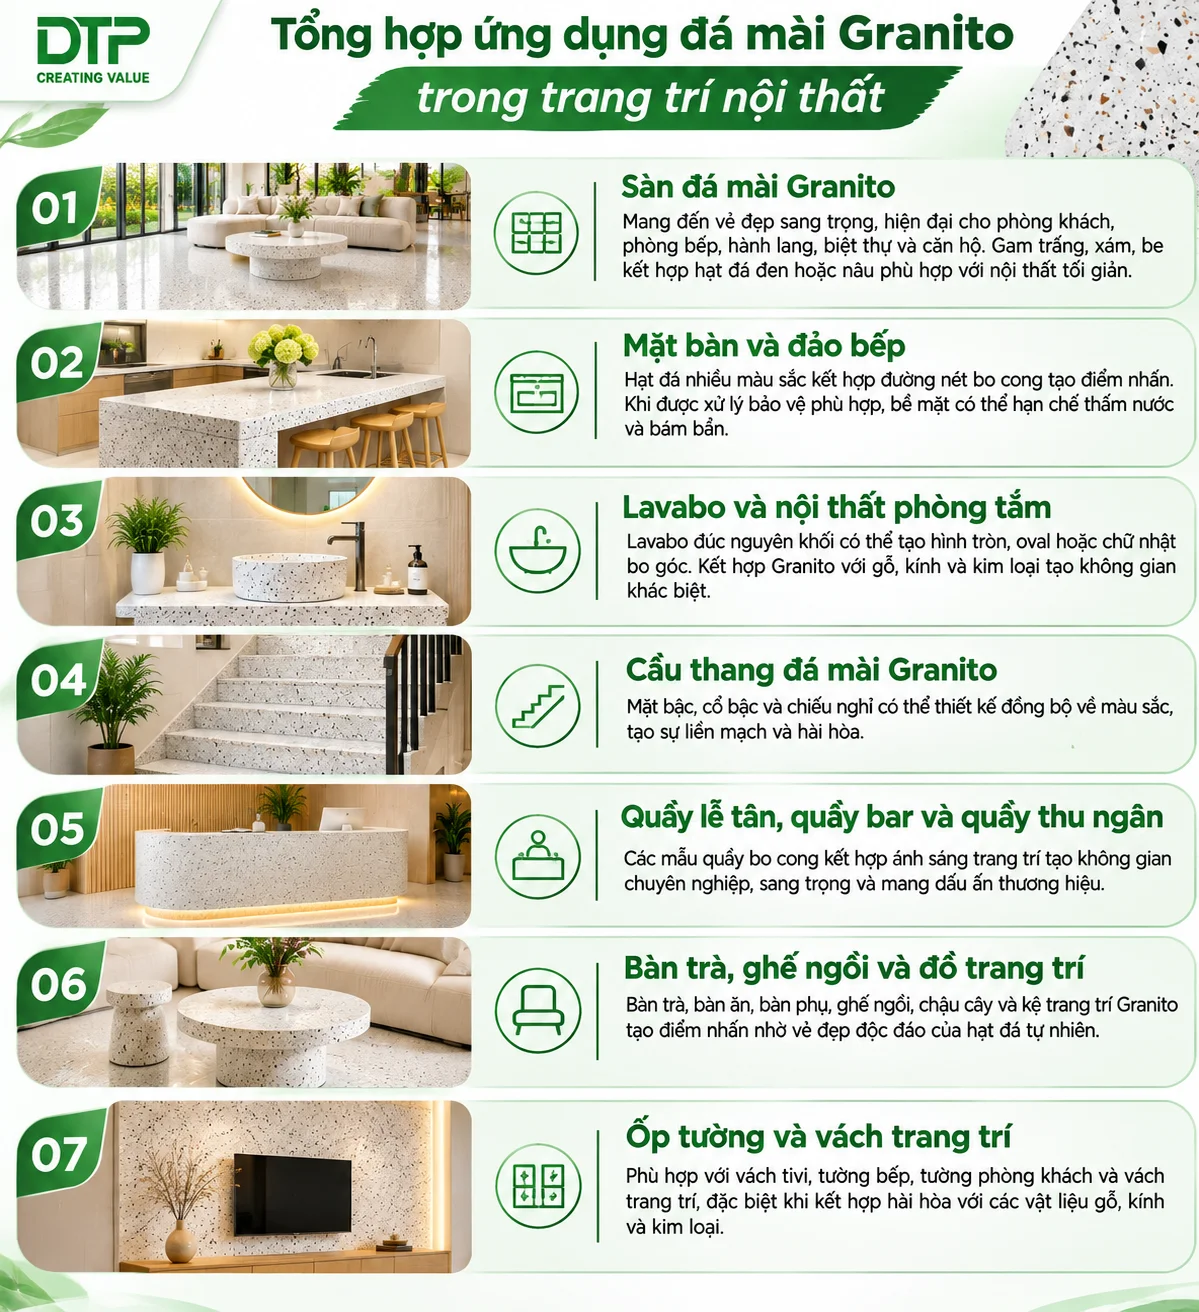 DTP
CREATING VALUE
Tổng hợp ứng dụng đá mài Granito
trong trang trí nội thất
01
Sàn đá mài Granito
Mang đến vẻ đẹp sang trọng, hiện đại cho phòng khách,
phòng bếp, hành lang, biệt thự và căn hộ. Gam trắng, xám, be
kết hợp hạt đá đen hoặc nâu phù hợp với nội thất tối giản.
02
Mặt bàn và đảo bếp
Hạt đá nhiều màu sắc kết hợp đường nét bo cong tạo điểm nhấn.
Khi được xử lý bảo vệ phù hợp, bề mặt có thể hạn chế thấm nước
và bám bẩn.
03
Lavabo và nội thất phòng tắm
Lavabo đúc nguyên khối có thể tạo hình tròn, oval hoặc chữ nhật
bo góc. Kết hợp Granito với gỗ, kính và kim loại tạo không gian
khác biệt.
04
Cầu thang đá mài Granito
Mặt bậc, cổ bậc và chiếu nghỉ có thể thiết kế đồng bộ về màu sắc,
tạo sự liền mạch và hài hòa.
05
Quầy lễ tân, quầy bar và quầy thu ngân
Các mẫu quầy bo cong kết hợp ánh sáng trang trí tạo không gian
chuyên nghiệp, sang trọng và mang dấu ấn thương hiệu.
06
Bàn trà, ghế ngồi và đồ trang trí
Bàn trà, bàn ăn, bàn phụ, ghế ngồi, chậu cây và kệ trang trí Granito
tạo điểm nhấn nhờ vẻ đẹp độc đáo của hạt đá tự nhiên.
07
Ốp tường và vách trang trí
Phù hợp với vách tivi, tường bếp, tường phòng khách và vách
trang trí, đặc biệt khi kết hợp hài hòa với các vật liệu gỗ, kính
và kim loại.